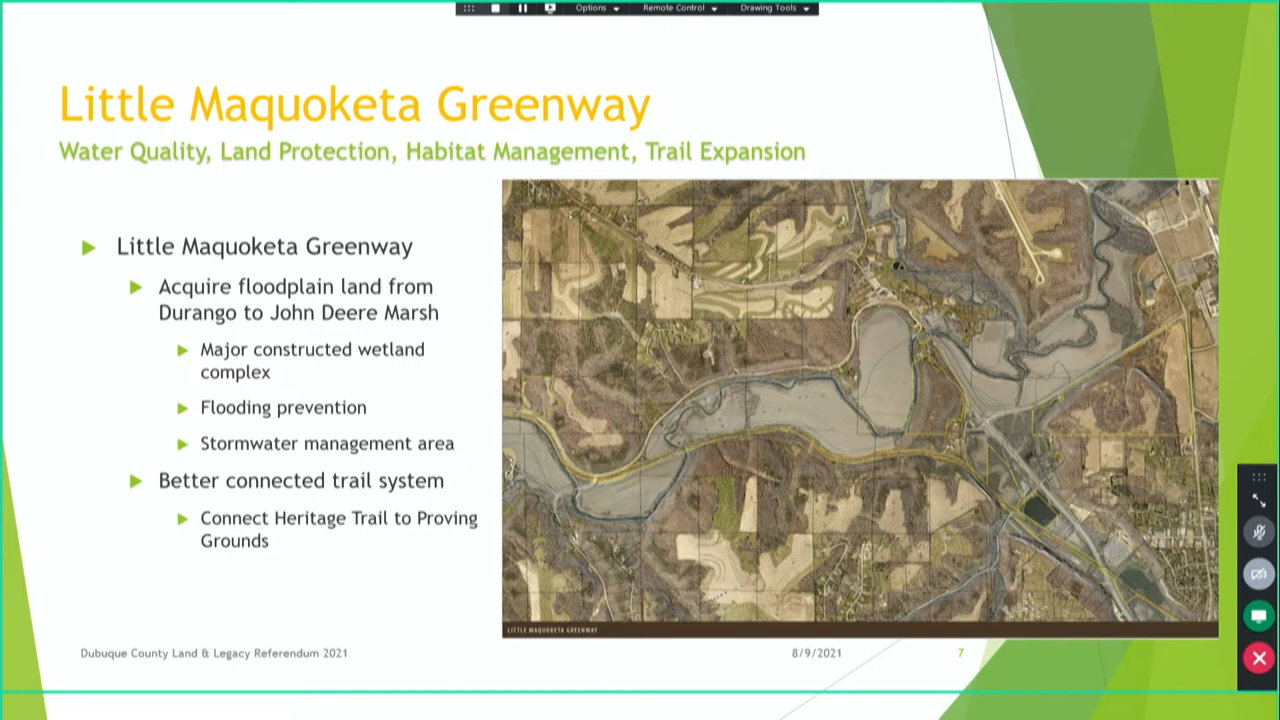 Options
Remote Control
Drawing Tools
Little Maquoketa Greenway
Water Quality, Land Protection, Habitat Management, Trail Expansion
Little Maquoketa Greenway
Acquire floodplain land from
Durango to John Deere Marsh
Major constructed wetland
complex
Flooding prevention
Stormwater management area
Better connected trail system
Connect Heritage Trail to Proving
Grounds
LITTLE MAQUOKETA GREENWAY
Dubuque County Land & Legacy Referendum 2021
8/9/2021
7